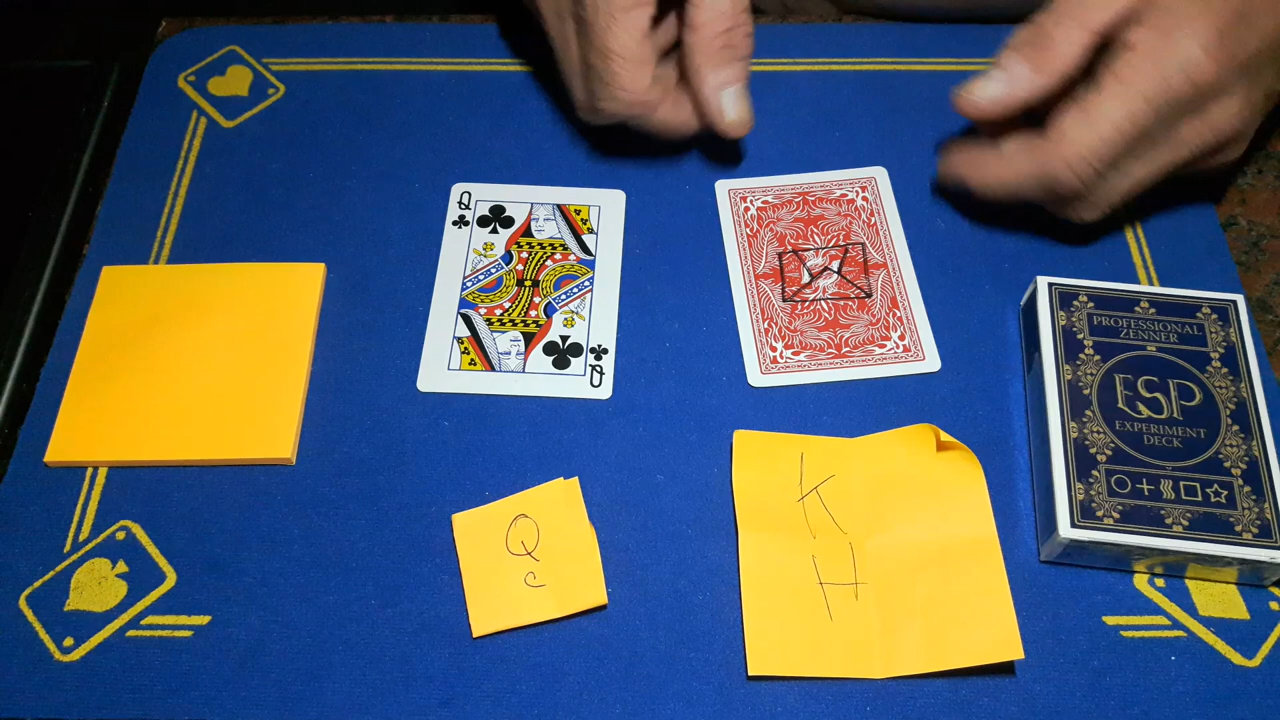 Q
Q
PROFESSIONAL
ZENNER
ESP
EXPERIMENT
DECK
K
H
Q
c